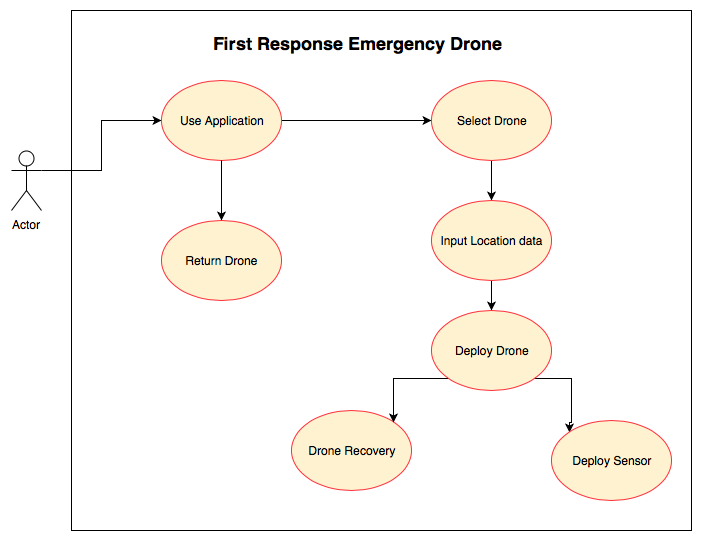 First Response Emergency Drone
Use Application
Select Drone
Actor
Input Location data
Return Drone
Deploy Drone
Drone Recovery
Deploy Sensor